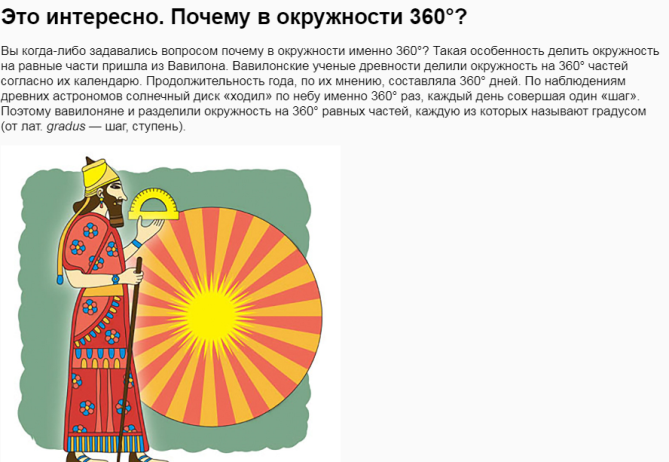 Это интересно. Почему в окружности 360°?
Вы когда-либо задавались вопросом почему в окружности именно 360°? Такая особенность делить окружность
на равные части пришла из Вавилона. Вавилонские ученые древности делили окружность на 360° частей
согласно их календарю. Продолжительность года, по их мнению, составляла 360° дней. По наблюдениям
древних астрономов солнечный диск «ходил» по небу именно 360° раз, каждый день совершая один «шаг».
Поэтому вавилоняне и разделили окружность на 360° равных частей, каждую из которых называют градусом
(от лат. gradus — шаг, ступень).